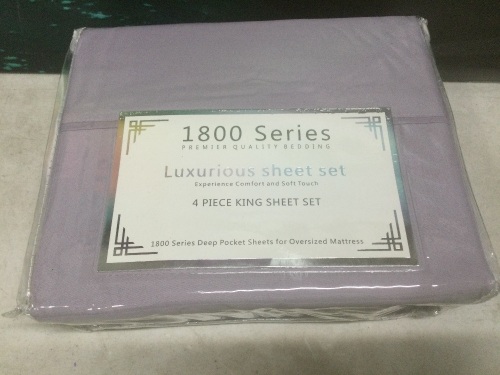 1800 Series
PREMIER QUALITY BEDDING
Luxurious sheet set
Experience Comfort and Soft Touch
4 PIECE KING SHEET SET
1800 Series Deep Pocket Sheets for Oversized Mattress